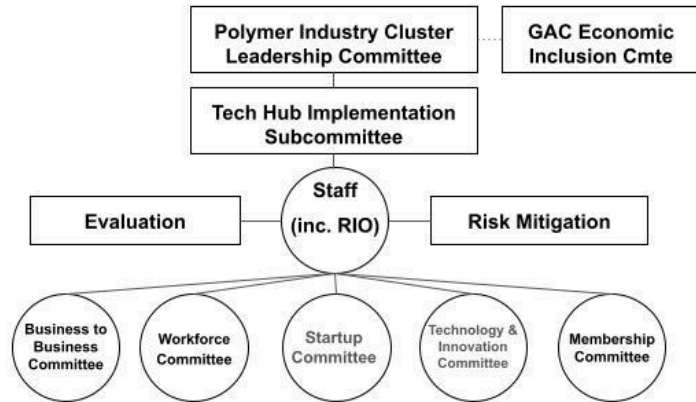 Polymer Industry Cluster
Leadership Committee
GAC Economic
Inclusion Cmte
Tech Hub Implementation
Subcommittee
Staff
(inc. RIO)
Evaluation
Risk Mitigation
Business to
Business
Committee
Workforce
Committee
Startup
Committee
Technology &
Innovation
Committee
Membership
Committee